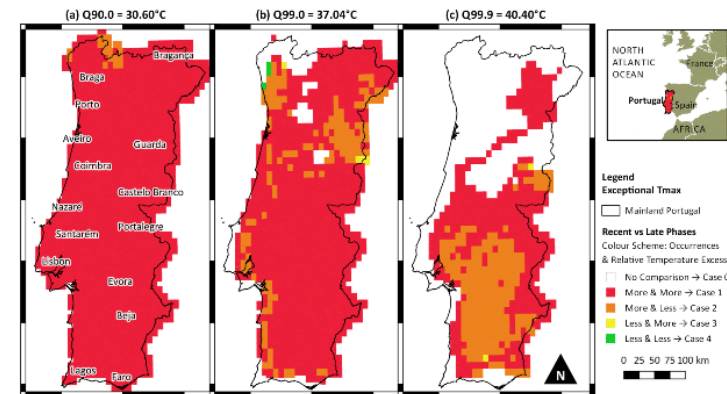 (a) Q90.0 = 30.60°C
(b) Q99.0 = 37.04°C
(c) Q99.9 = 40.40°C
Bragança
Braga
Porto
Aveiro
Guarda
Coimbra
Castelo Branco
Nazaré
Portalegre
Santarém
Lisbon
Evora
Beja
Lagos
Faro
N
NORTH
ATLANTIC
OCEAN
France
Portugal
Spain
AFRICA
Legend
Exceptional Tmax
Mainland Portugal
Recent vs Late Phases
Colour Scheme: Occurrences
& Relative Temperature Excess
No Comparison → Case 0
More & More → Case 1
More & Less → Case 2
Less & More → Case 3
Less & Less → Case 4
0 25 50 75 100 km